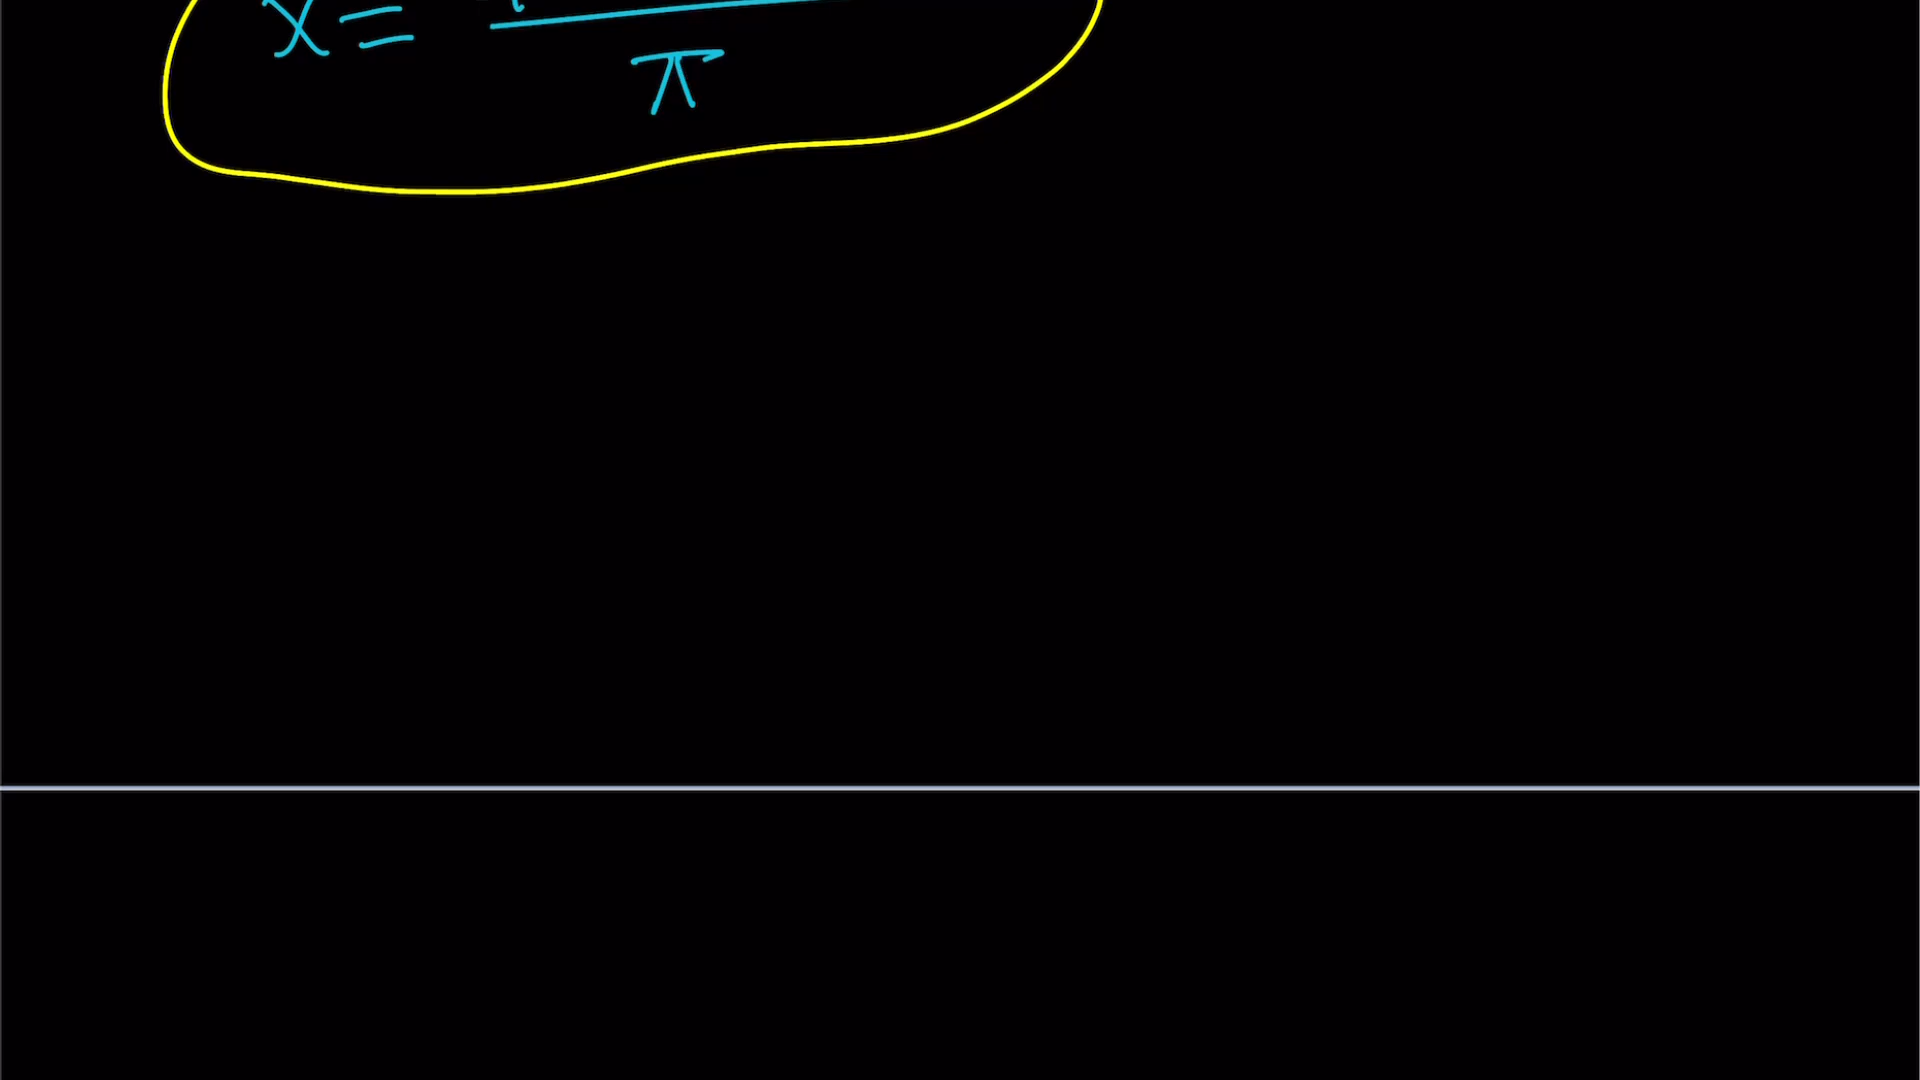 x =
π